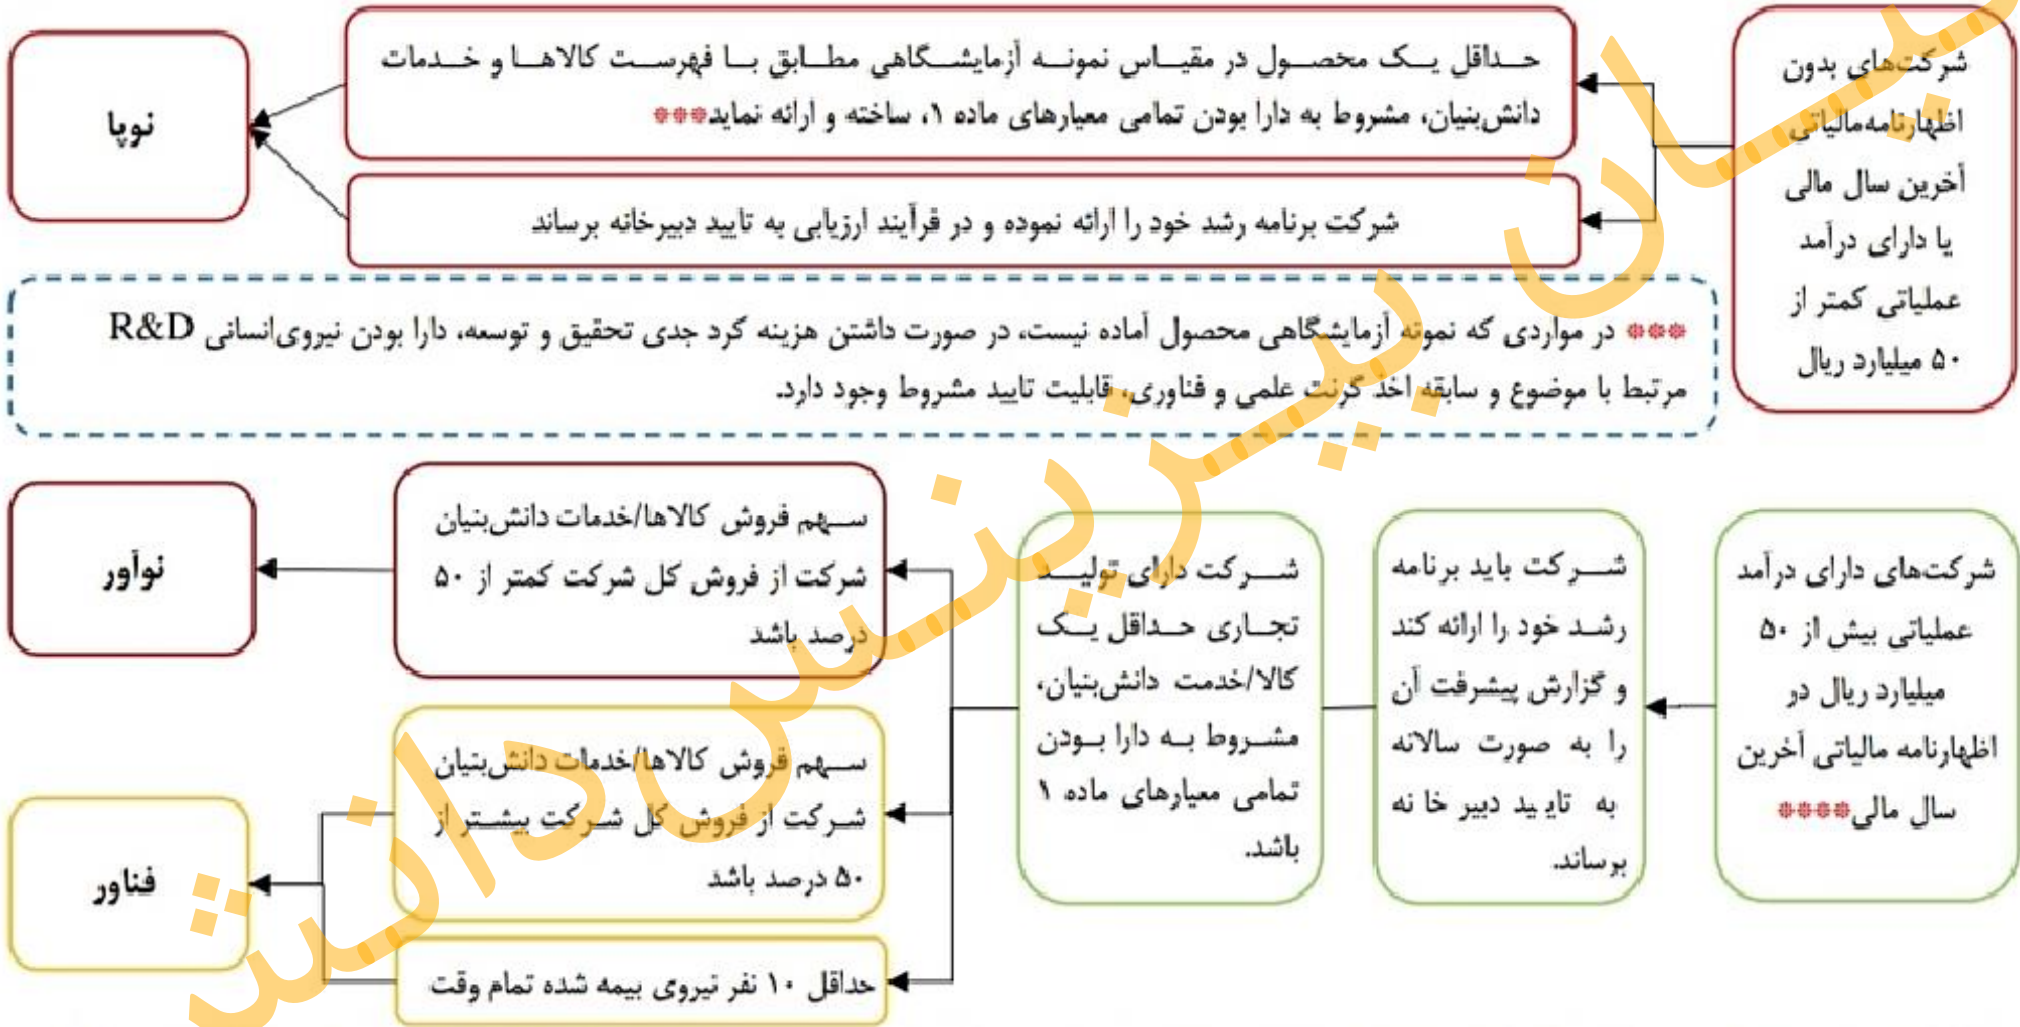 شرکت‌های بدون
اظهارنامه مالیاتی
آخرین سال مالی
یا دارای درآمد
عملیاتی کمتر از
۵۰ میلیارد ریال
حداقل یک محصول در مقیاس نمونه آزمایشگاهی مطابق با فهرست کالاها و خدمات
دانش‌بنیان، مشروط به دارا بودن تمامی معیارهای ماده ۱، ساخته و ارائه نماید***
شرکت برنامه رشد خود را ارائه نموده و در فرآیند ارزیابی به تایید دبیرخانه برساند
نوپا
*** در مواردی که نمونه آزمایشگاهی محصول آماده نیست، در صورت داشتن هزینه کرد جدی تحقیق و توسعه، دارا بودن نیروی‌انسانی R&D
مرتبط با موضوع و سابقه اخذ گرنت علمی و فناوری، قابلیت تایید مشروط وجود دارد.
شرکت‌های دارای درآمد
عملیاتی بیش از ۵۰
میلیارد ریال در
اظهارنامه مالیاتی آخرین
سال مالی****
شرکت باید برنامه
رشد خود را ارائه کند
و گزارش پیشرفت آن
را به صورت سالانه
به تایید دبیر خانه
برساند.
شرکت دارای تولید
تجاری حداقل یک
کالا/خدمت دانش‌بنیان،
مشروط به دارا بودن
تمامی معیارهای ماده ۱
باشد.
سهم فروش کالاها/خدمات دانش‌بنیان
شرکت از فروش کل شرکت کمتر از ۵۰
درصد باشد
نوآور
سهم فروش کالاها/خدمات دانش‌بنیان
شرکت از فروش کل شرکت بیشتر از
۵۰ درصد باشد
حداقل ۱۰ نفر نیروی بیمه شده تمام وقت
فناور